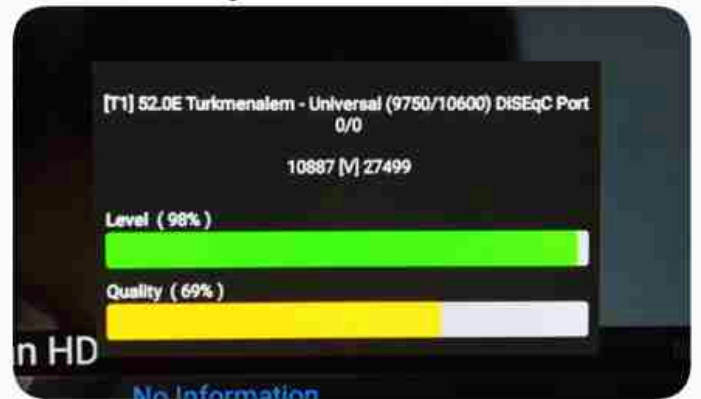 [T1] 52.0E Turkmenalem - Universal (9750/10600) DiSEqC Port
0/0
10887 [V] 27499
Level ( 98% )
Quality ( 69% )
n HD
No Information